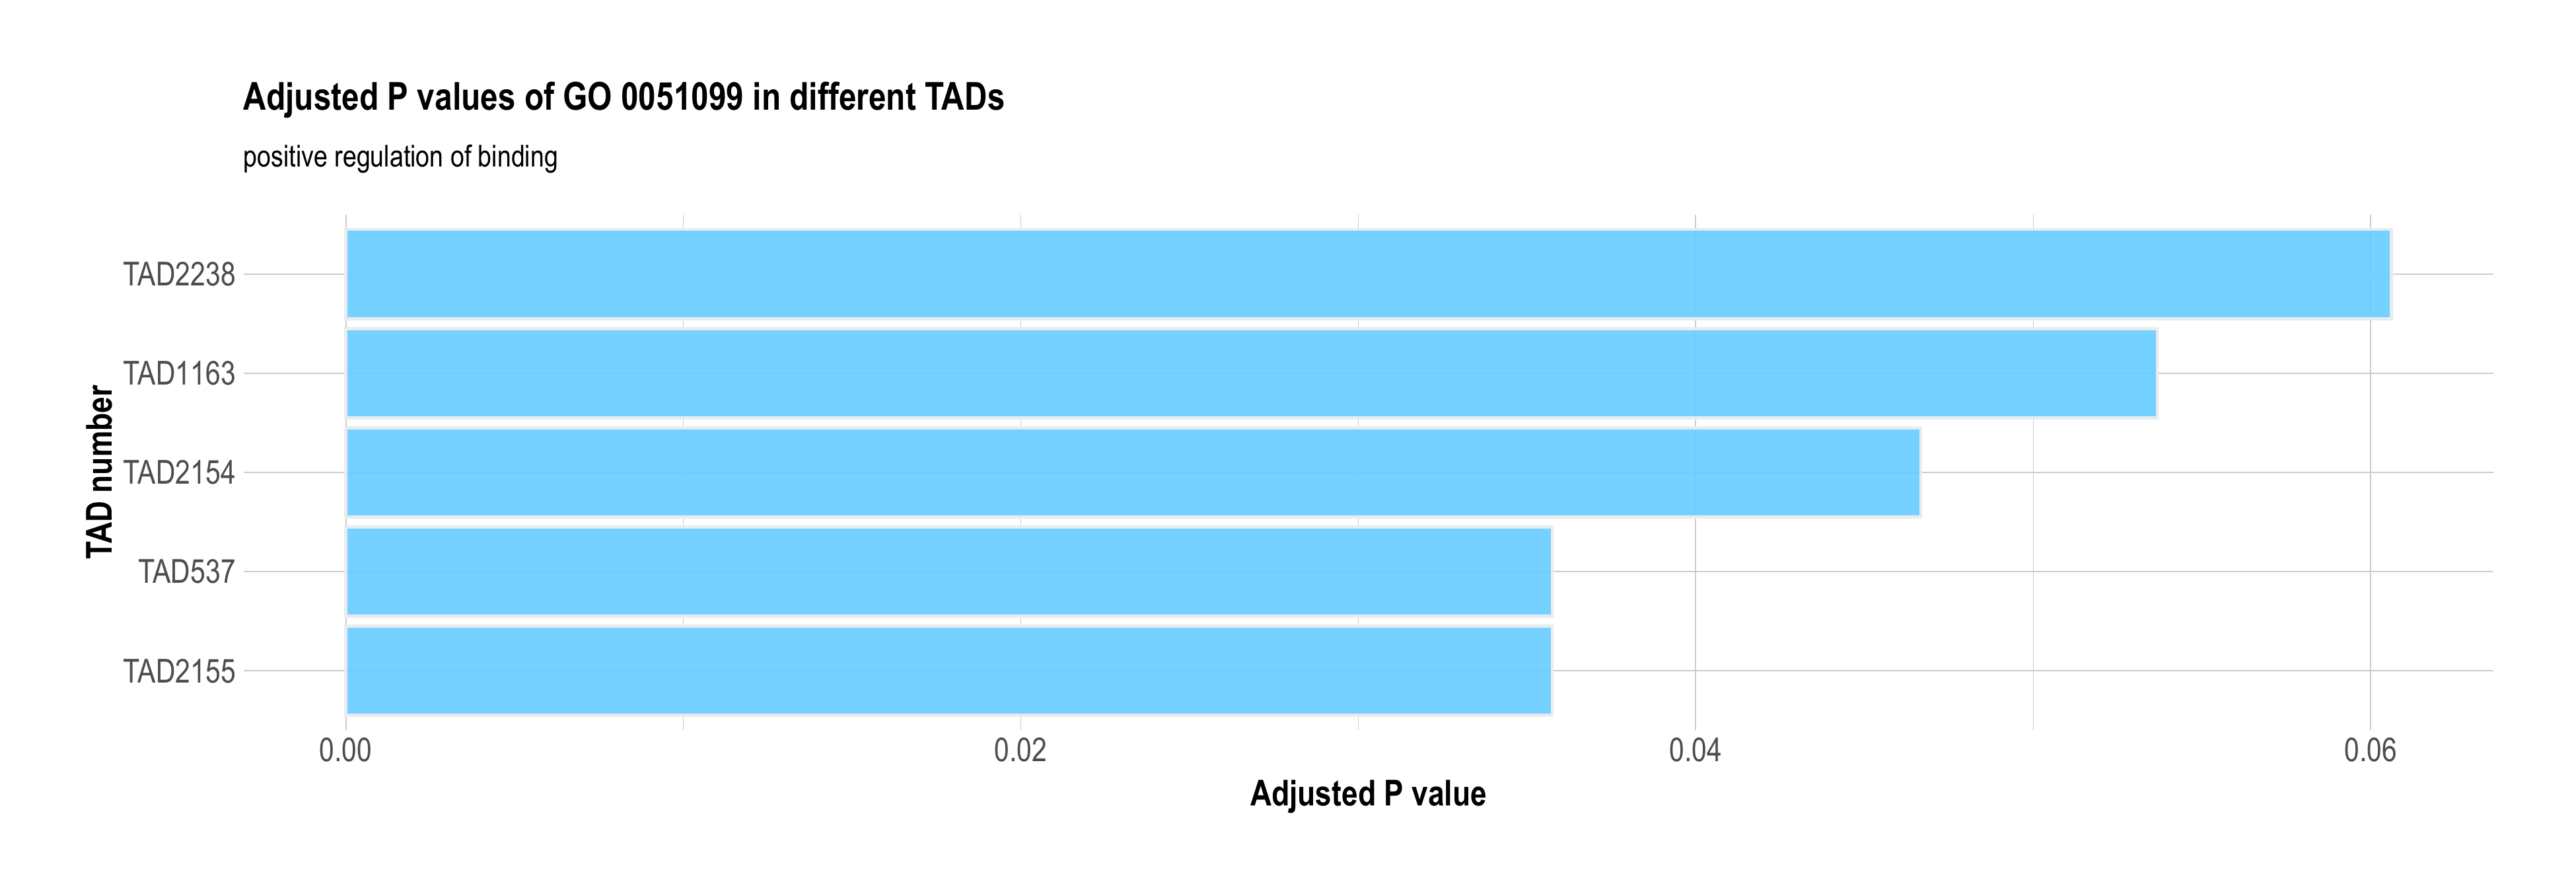 Adjusted P values of GO 0051099 in different TADs
positive regulation of binding
TAD number
TAD2238
TAD1163
TAD2154
TAD537
TAD2155
0.00 0.02 0.04 0.06
Adjusted P value